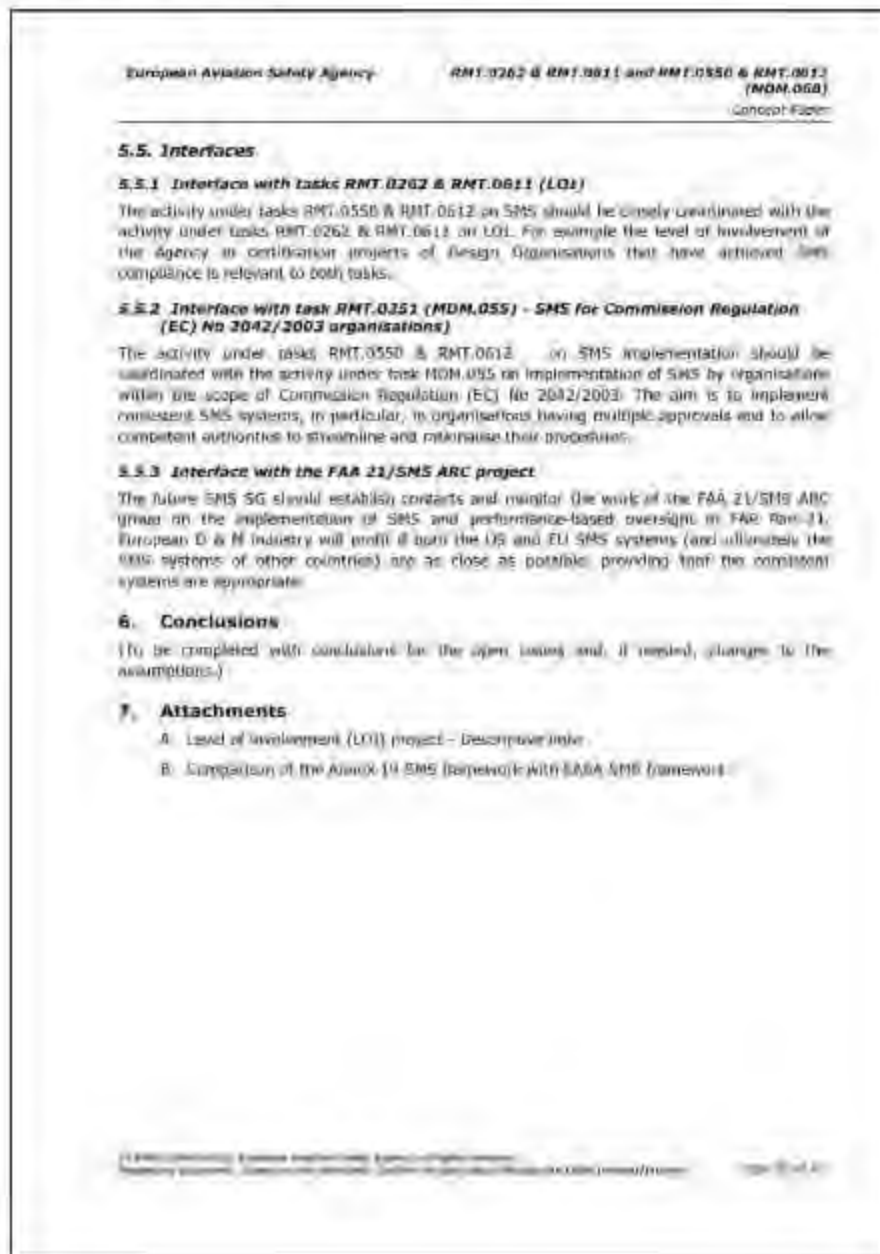 European Aviation Safety Agency
RMT.0262 & RMT.0611 and RMT.0550 & RMT.0612
(MDM.060)
Concept Paper
5.5. Interfaces
5.5.1 Interface with tasks RMT.0262 & RMT.0611 (LOI)
The activity under tasks RMT.0550 & RMT.0612 on SMS should be closely coordinated with the
activity under tasks RMT.0262 & RMT.0611 on LOI. For example the level of involvement of
the Agency in certification projects of Design Organisations that have achieved SMS
compliance is relevant to both tasks.
5.5.2 Interface with task RMT.0251 (MDM.055) - SMS for Commission Regulation
(EC) No 2042/2003 organisations)
The activity under tasks RMT.0550 & RMT.0612 on SMS implementation should be
coordinated with the activity under task MDM.055 on implementation of SMS by organisations
within the scope of Commission Regulation (EC) No 2042/2003. The aim is to implement
consistent SMS systems, in particular, in organisations having multiple approvals and to allow
competent authorities to streamline and rationalise their procedures.
5.5.3 Interface with the FAA 21/SMS ARC project
The future SMS SG should establish contacts and monitor the work of the FAA 21/SMS ARC
group on the implementation of SMS and performance-based oversight in FAR Part 21.
European D & M industry will profit if both the US and EU SMS systems (and ultimately the
SMS systems of other countries) are as close as possible, providing that the consistent
systems are appropriate.
6. Conclusions
(To be completed with conclusions for the open issues and, if needed, changes to the
assumptions.)
7. Attachments
A Level of Involvement (LOI) project – Descriptive
B Comparison of the Annex 19 SMS framework with EASA SMS framework